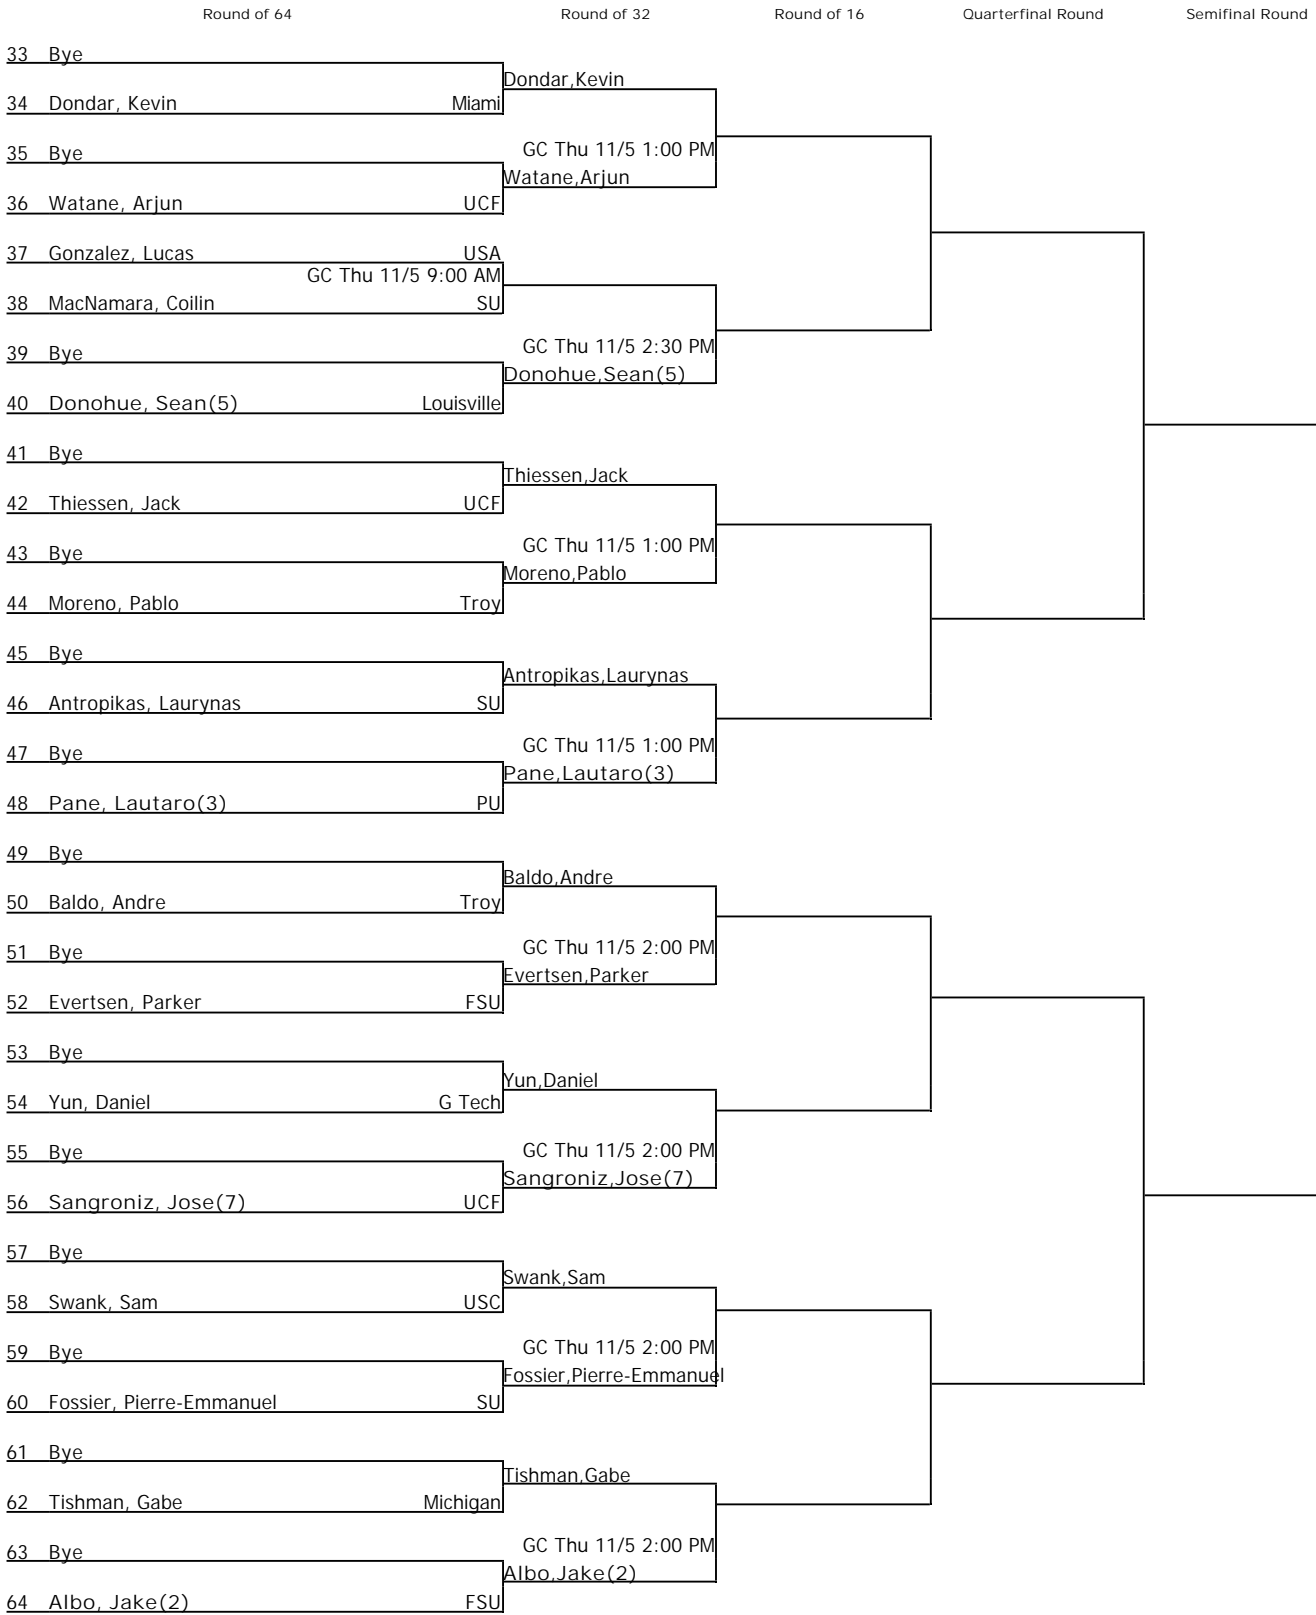 Round of 64 Round of 32 Round of 16 Quarterfinal Round Semifinal Round
33 Bye
Dondar,Kevin
34 Dondar, Kevin Miami
35 Bye GC Thu 11/5 1:00 PM
Watane,Arjun
36 Watane, Arjun UCF
37 Gonzalez, Lucas USA
GC Thu 11/5 9:00 AM
38 MacNamara, Coilin SU
39 Bye GC Thu 11/5 2:30 PM
Donohue,Sean(5)
40 Donohue, Sean(5) Louisville
41 Bye
Thiessen,Jack
42 Thiessen, Jack UCF
43 Bye GC Thu 11/5 1:00 PM
Moreno,Pablo
44 Moreno, Pablo Troy
45 Bye
Antropikas,Laurynas
46 Antropikas, Laurynas SU
47 Bye GC Thu 11/5 1:00 PM
Pane,Lautaro(3)
48 Pane, Lautaro(3) PU
49 Bye
Baldo,Andre
50 Baldo, Andre Troy
51 Bye GC Thu 11/5 2:00 PM
Evertsen,Parker
52 Evertsen, Parker FSU
53 Bye
Yun,Daniel
54 Yun, Daniel G Tech
55 Bye GC Thu 11/5 2:00 PM
Sangroniz,Jose(7)
56 Sangroniz, Jose(7) UCF
57 Bye
Swank,Sam
58 Swank, Sam USC
59 Bye GC Thu 11/5 2:00 PM
Fossier,Pierre-Emmanuel
60 Fossier, Pierre-Emmanuel SU
61 Bye
Tishman,Gabe
62 Tishman, Gabe Michigan
63 Bye GC Thu 11/5 2:00 PM
Albo,Jake(2)
64 Albo, Jake(2) FSU